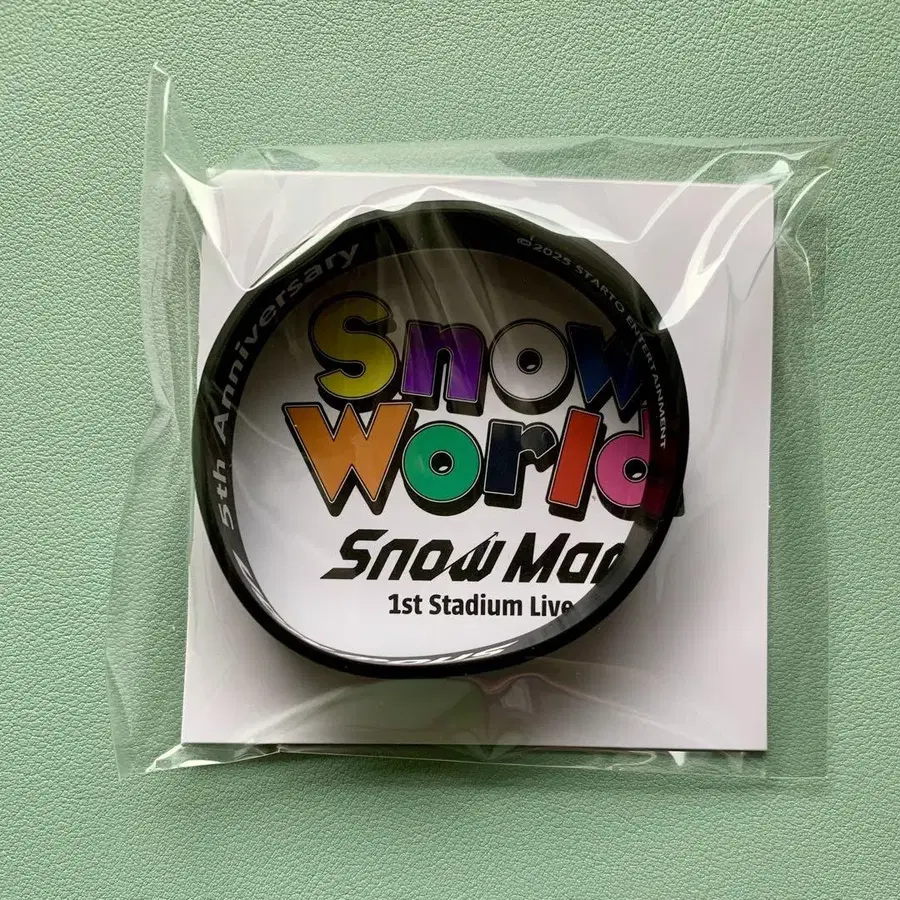 5th Anniversary
©2025 STARTO ENTERTAINMENT
Snow
World
Snow Man
1st Stadium Live